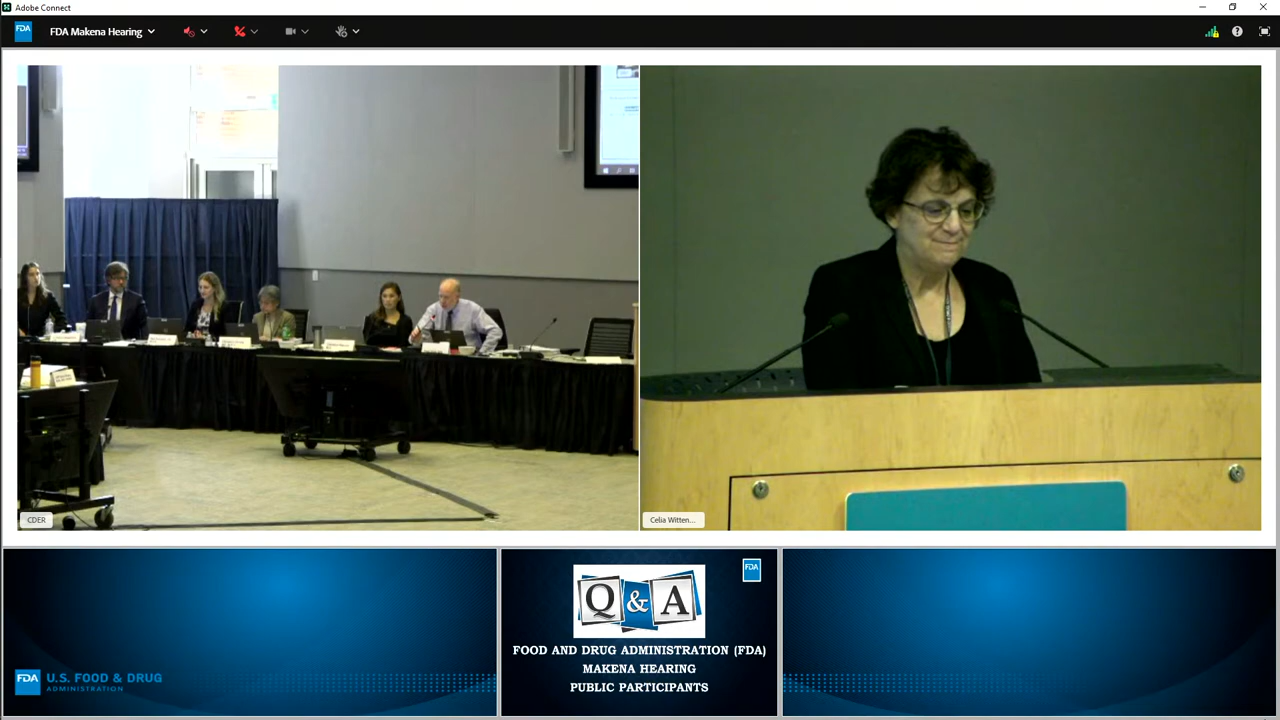 Adobe Connect
FDA
FDA Makena Hearing
CDER
Celia Witten...
FDA
Q & A
FOOD AND DRUG ADMINISTRATION (FDA)
MAKENA HEARING
PUBLIC PARTICIPANTS
FDA
U.S. FOOD & DRUG
ADMINISTRATION